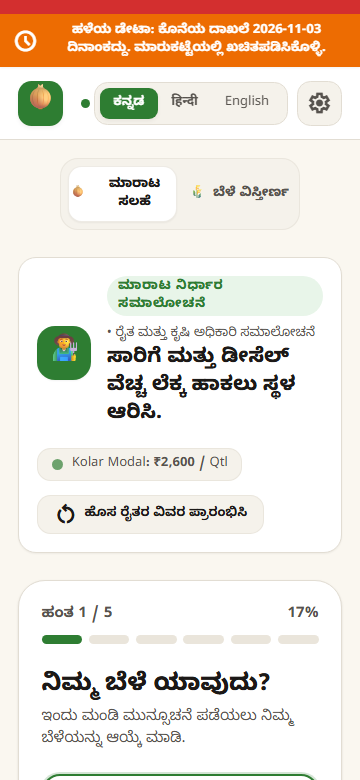 ಹಳೆಯ ಡೇಟಾ: ಕೊನೆಯ ದಾಖಲೆ 2026-11-03
ದಿನಾಂಕದ್ದು. ಮಾರುಕಟ್ಟೆಯಲ್ಲಿ ಖಚಿತಪಡಿಸಿಕೊಳ್ಳಿ.
ಕನ್ನಡ
हिन्दी
English
ಮಾರಾಟ
ಸಲಹೆ
ಬೆಳೆ ವಿಸ್ತೀರ್ಣ
ಮಾರಾಟ ನಿರ್ಧಾರ
ಸಮಾಲೋಚನೆ
• ರೈತ ಮತ್ತು ಕೃಷಿ ಅಧಿಕಾರಿ ಸಮಾಲೋಚನೆ
ಸಾರಿಗೆ ಮತ್ತು ಡೀಸೆಲ್
ವೆಚ್ಚ ಲೆಕ್ಕ ಹಾಕಲು ಸ್ಥಳ
ಆರಿಸಿ.
Kolar Modal: ₹2,600 / Qtl
ಹೊಸ ರೈತರ ವಿವರ ಪ್ರಾರಂಭಿಸಿ
ಹಂತ 1 / 5
17%
ನಿಮ್ಮ ಬೆಳೆ ಯಾವುದು?
ಇಂದು ಮಂಡಿ ಮುನ್ಸೂಚನೆ ಪಡೆಯಲು ನಿಮ್ಮ
ಬೆಳೆಯನ್ನು ಆಯ್ಕೆ ಮಾಡಿ.